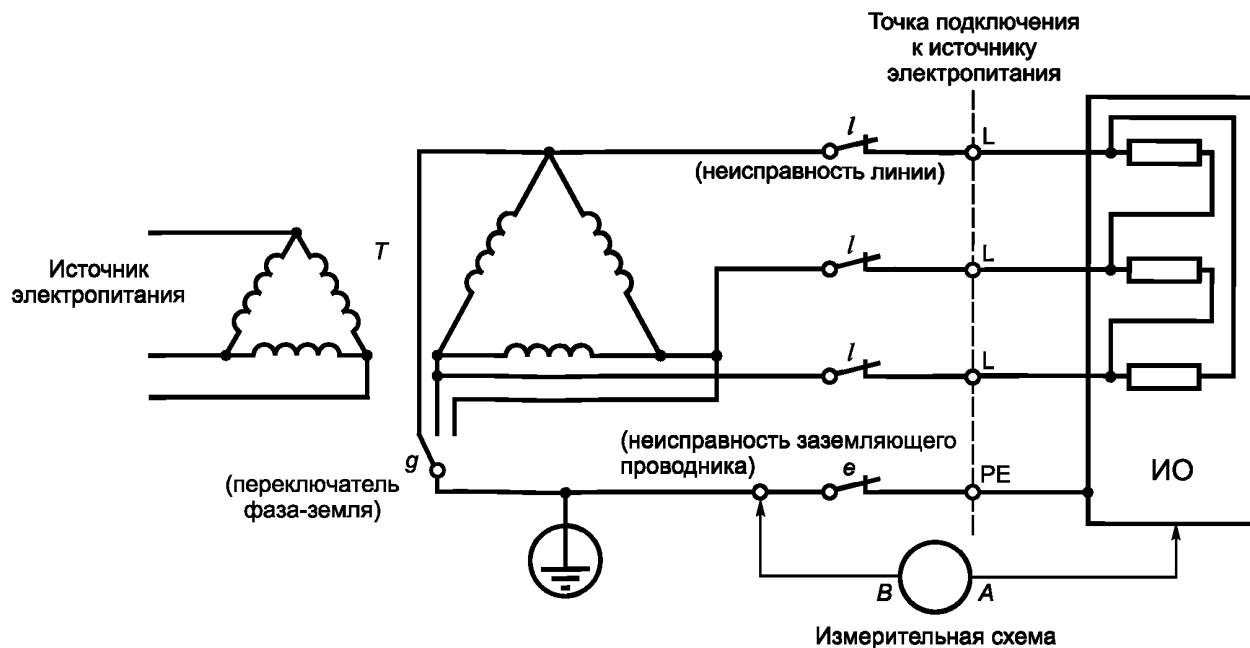 Точка подключения
к источнику
электропитания
l
L
(неисправность линии)
T
Источник
электропитания
l
L
l
L
(неисправность заземляющего
проводника)
g
e
PE
ИО
(переключатель
фаза-земля)
B
A
Измерительная схема